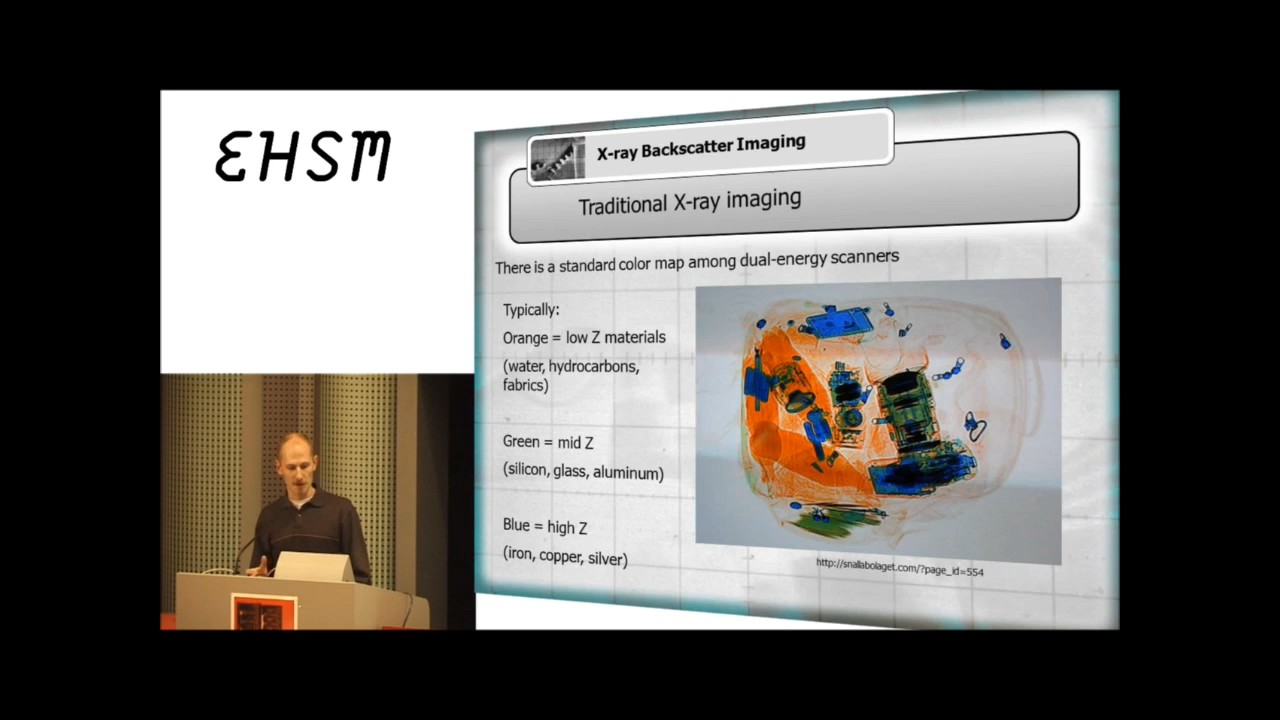 EHSM
X-ray Backscatter Imaging
Traditional X-ray imaging
There is a standard color map among dual-energy scanners
Typically:
Orange = low Z materials
(water, hydrocarbons,
fabrics)
Green = mid Z
(silicon, glass, aluminum)
Blue = high Z
(iron, copper, silver)
http://snallabolaget.com/?page_id=554